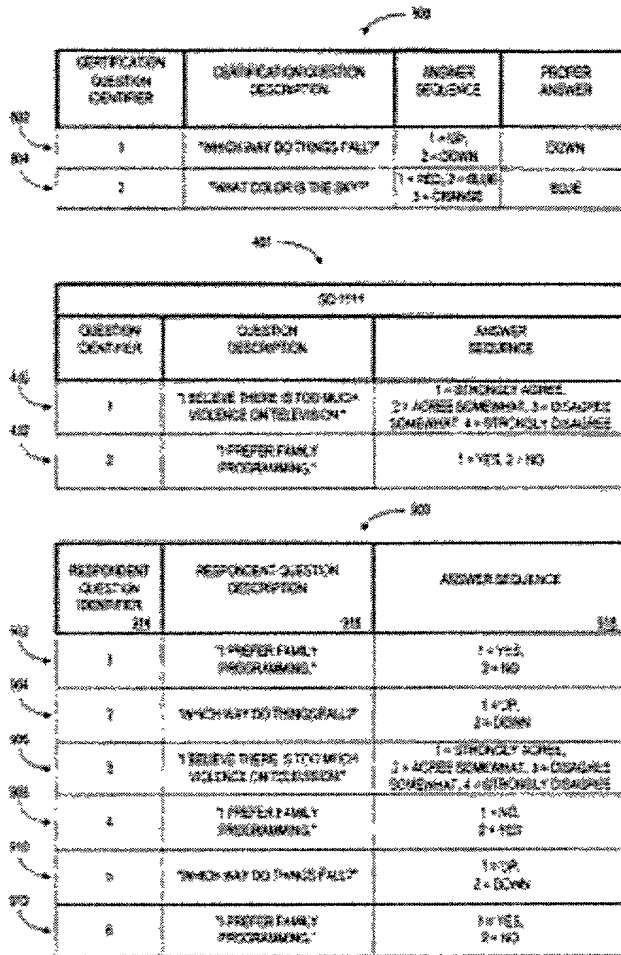 CERTIFICATION QUESTION IDENTIFIER
CERTIFICATION QUESTION DESCRIPTION
ANSWER SEQUENCE
PROPER ANSWER
1
"WHICH WAY DO THINGS FALL?"
1 = UP,
2 = DOWN
DOWN
2
"WHAT COLOR IS THE SKY?"
1 = RED, 2 = BLUE
3 = ORANGE
BLUE
QUESTION IDENTIFIER
QUESTION DESCRIPTION
ANSWER SEQUENCE
1
"I BELIEVE THERE IS TOO MUCH
VIOLENCE ON TELEVISION."
1 = STRONGLY AGREE,
2 = AGREE SOMEWHAT, 3 = DISAGREE
SOMEWHAT, 4 = STRONGLY DISAGREE
2
"I PREFER FAMILY
PROGRAMMING."
1 = YES, 2 = NO
RESPONDENT QUESTION IDENTIFIER
RESPONDENT QUESTION DESCRIPTION
ANSWER SEQUENCE
1
"I PREFER FAMILY
PROGRAMMING."
1 = YES,
2 = NO
2
"WHICH WAY DO THINGS FALL?"
1 = UP,
2 = DOWN
3
"I BELIEVE THERE IS TOO MUCH
VIOLENCE ON TELEVISION"
1 = STRONGLY AGREE,
2 = AGREE SOMEWHAT, 3 = DISAGREE
SOMEWHAT, 4 = STRONGLY DISAGREE
4
"I PREFER FAMILY
PROGRAMMING."
1 = NO,
2 = YES
5
"WHICH WAY DO THINGS FALL?"
1 = UP,
2 = DOWN
6
"I PREFER FAMILY
PROGRAMMING."
1 = YES,
2 = NO